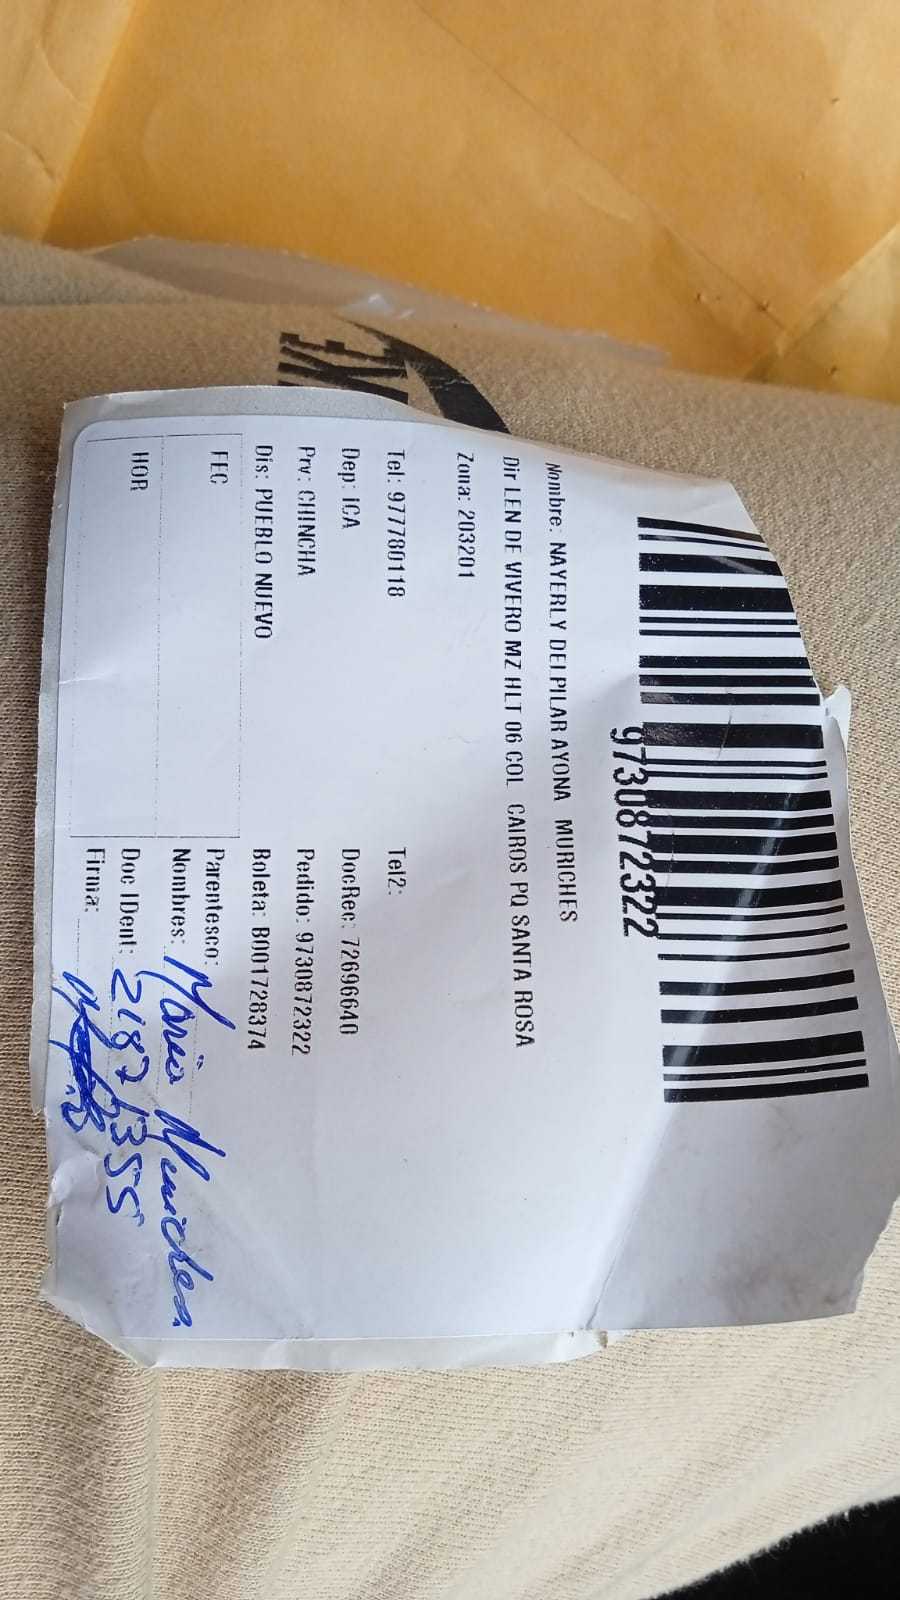 EX
9730872322
Nombre: NAYERLY DEL PILAR AYONA MURICHES
Dir LEN DE VIVERO MZ HLT 06 COL CAIROS PQ SANTA ROSA
Zona: 203201
Tel: 977780118 Tel2:
Dep: ICA DocRec: 72696640
Prv: CHINCHA Pedido: 9730872322
Dis: PUEBLO NUEVO Boleta: B001728374
FEC
HOR
Parentesco:
Nombres: Maria Muriches
Doc IDent:
Firma: